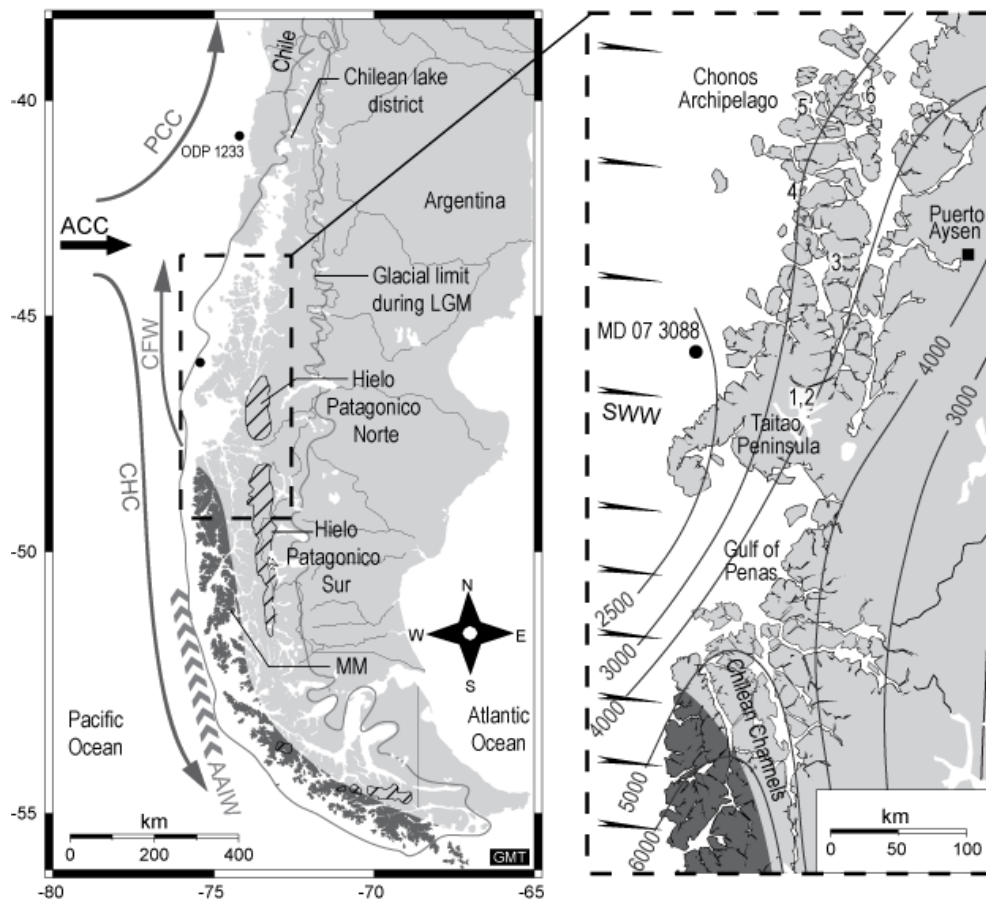 -40
-45
-50
-55
-80
-75
-70
-65
PCC
Chile
Chilean lake
district
ODP 1233
Argentina
ACC
Glacial limit
during LGM
CFW
Hielo
Patagonico
Norte
CHC
Hielo
Patagonico
Sur
N
W
E
S
MM
Pacific
Ocean
Atlantic
Ocean
AAIW
km
0 200 400
GMT
Chonos
Archipelago
5
6
4
Puerto
Aysen
3
MD 07 3088
4000
3000
SWW
1,2
Taitao
Peninsula
Gulf of
Penas
2500
3000
4000
5000
6000
Chilean Channels
km
0 50 100